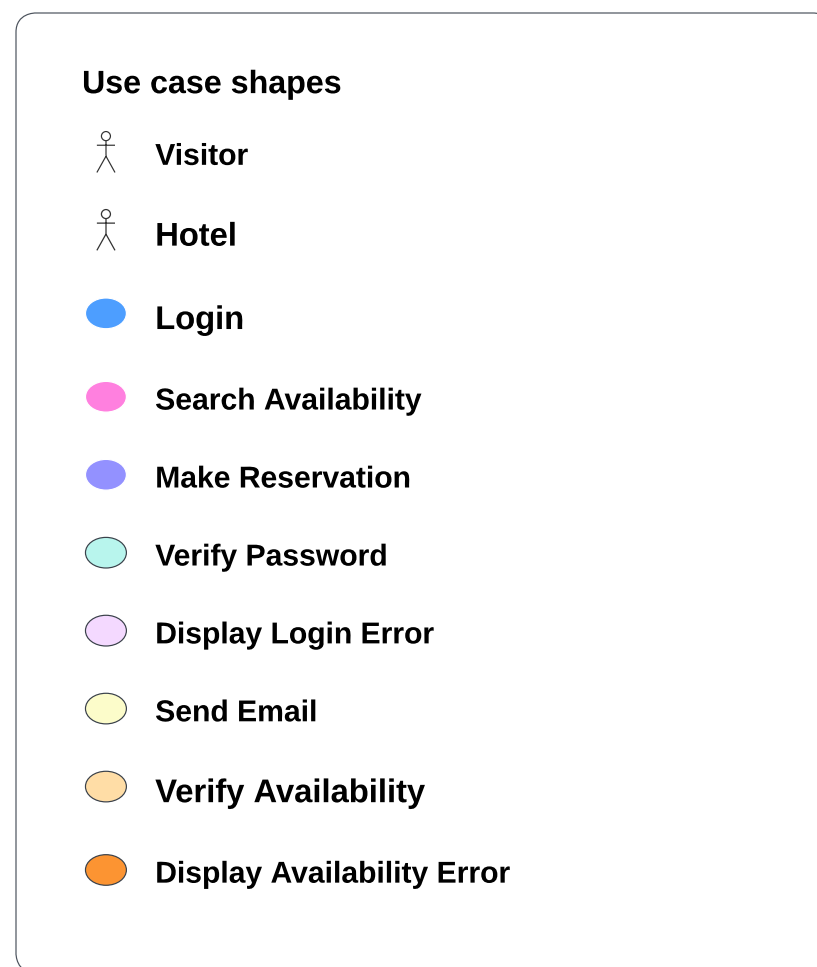 Use case shapes
Visitor
Hotel
Login
Search Availability
Make Reservation
Verify Password
Display Login Error
Send Email
Verify Availability
Display Availability Error